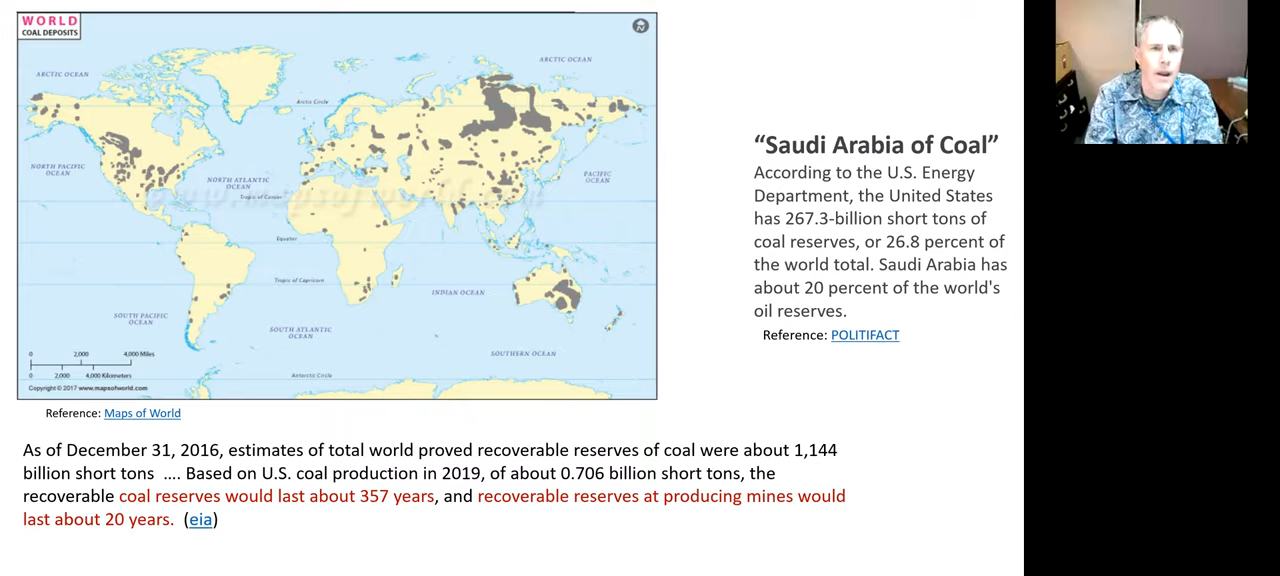 WORLD
COAL DEPOSITS
ARCTIC OCEAN
ARCTIC OCEAN
Arctic Circle
NORTH PACIFIC
OCEAN
NORTH ATLANTIC
OCEAN
PACIFIC
OCEAN
Tropic of Cancer
www.mapsofworld.com
Equator
Tropic of Capricorn
INDIAN OCEAN
SOUTH PACIFIC
OCEAN
SOUTH ATLANTIC
OCEAN
SOUTHERN OCEAN
0 2,000 4,000 Miles
0 2,000 4,000 Kilometers
Antarctic Circle
Copyright © 2017 www.mapsofworld.com
Reference: Maps of World
“Saudi Arabia of Coal”
According to the U.S. Energy
Department, the United States
has 267.3-billion short tons of
coal reserves, or 26.8 percent of
the world total. Saudi Arabia has
about 20 percent of the world's
oil reserves.
Reference: POLITIFACT
As of December 31, 2016, estimates of total world proved recoverable reserves of coal were about 1,144
billion short tons .... Based on U.S. coal production in 2019, of about 0.706 billion short tons, the
recoverable coal reserves would last about 357 years, and recoverable reserves at producing mines would
last about 20 years. (eia)